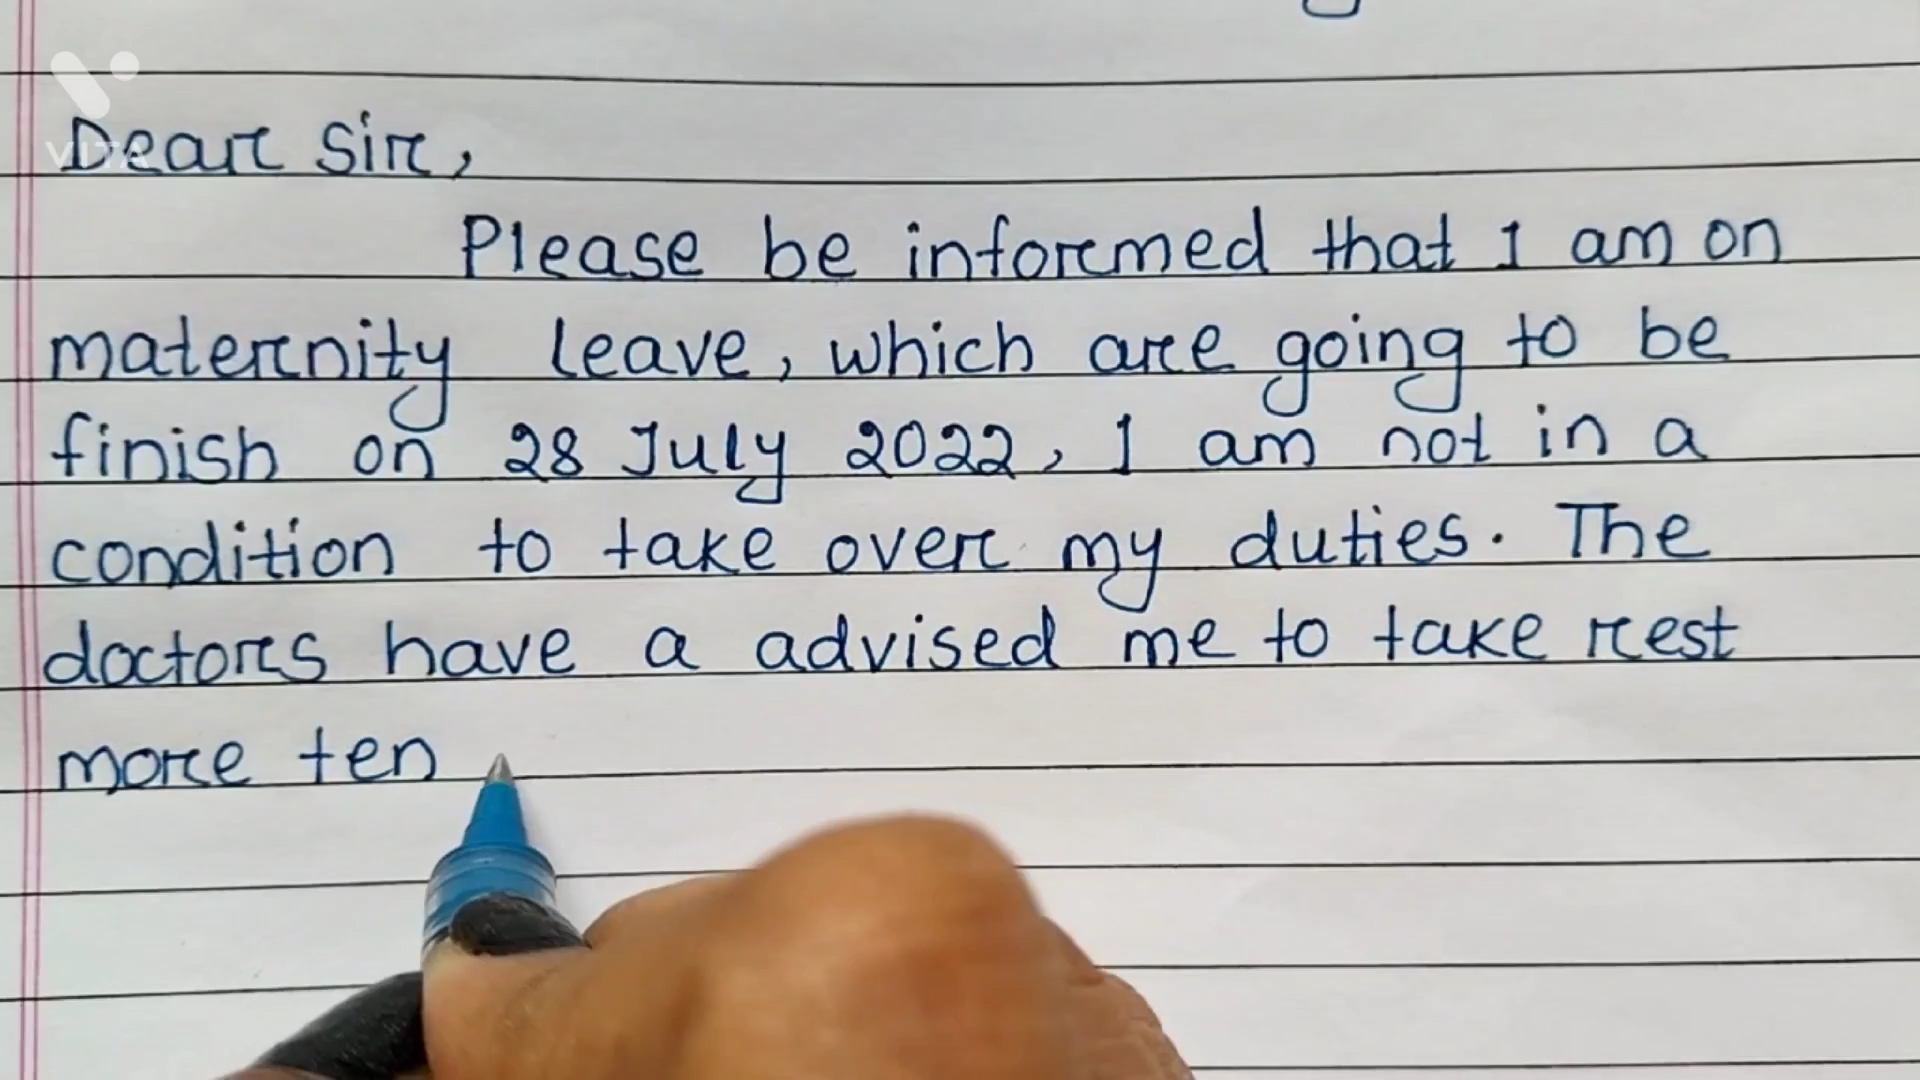 VITA
Dear Sir,
Please be informed that I am on
maternity leave, which are going to be
finish on 28 July 2022, I am not in a
condition to take over my duties. The
doctors have a advised me to take rest
more ten